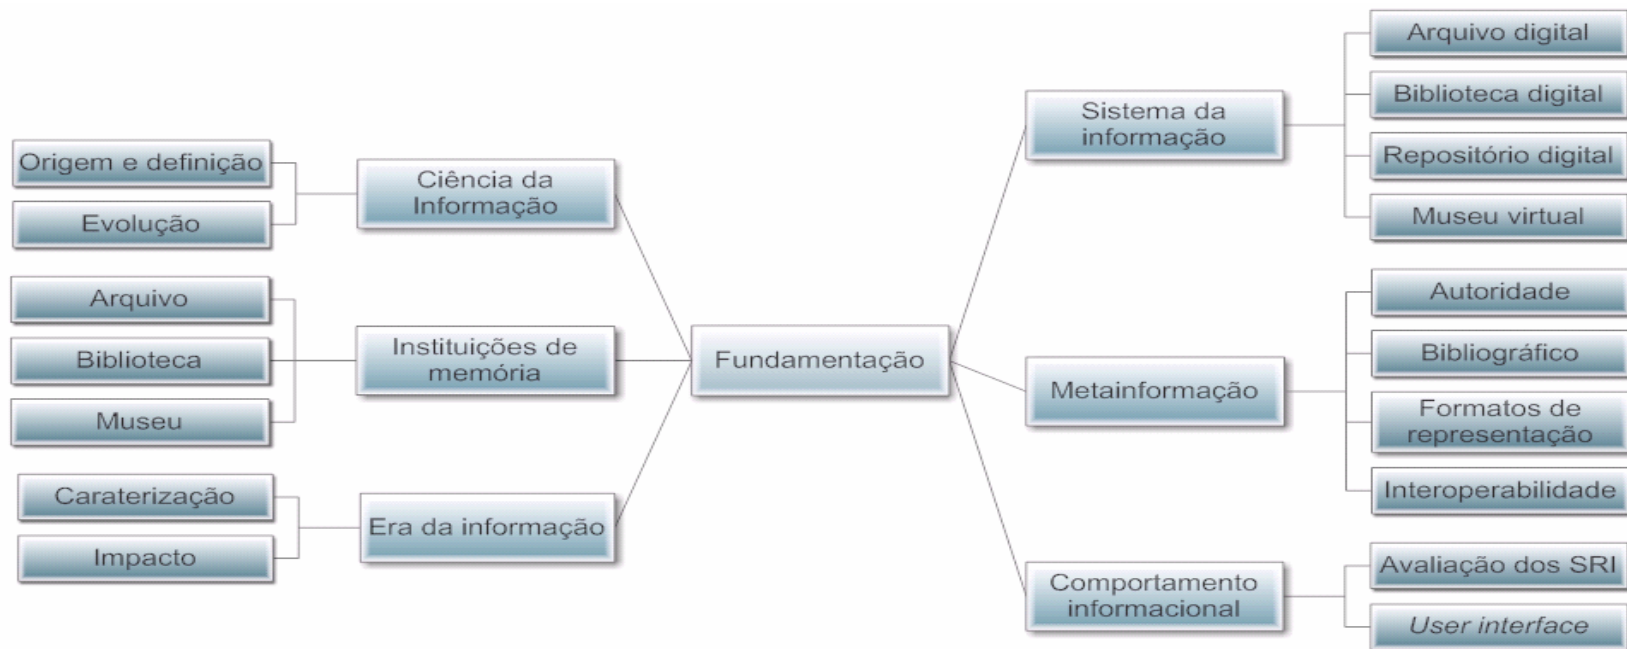 Origem e definição
Evolução
Ciência da
Informação
Arquivo
Biblioteca
Museu
Instituições de
memória
Caraterização
Impacto
Era da informação
Fundamentação
Sistema da
informação
Arquivo digital
Biblioteca digital
Repositório digital
Museu virtual
Metainformação
Autoridade
Bibliográfico
Formatos de
representação
Interoperabilidade
Comportamento
informacional
Avaliação dos SRI
User interface